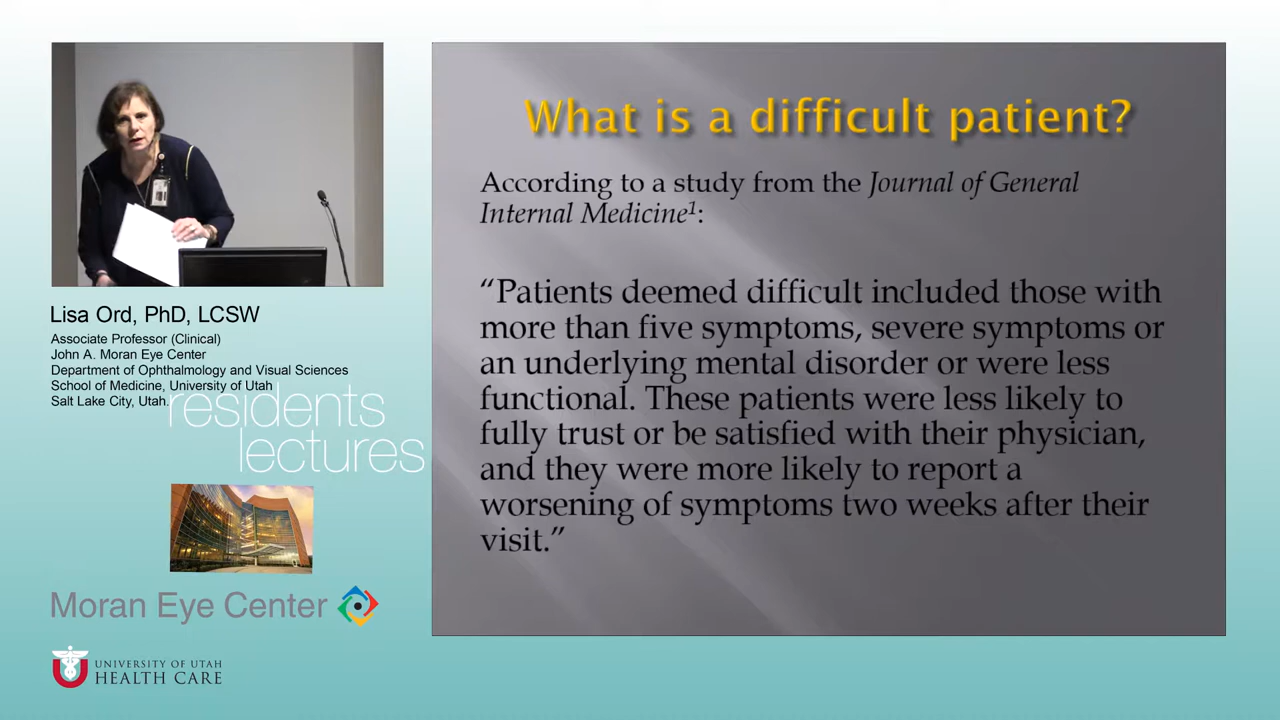 What is a difficult patient?
According to a study from the Journal of General
Internal Medicine¹:
“Patients deemed difficult included those with
more than five symptoms, severe symptoms or
an underlying mental disorder or were less
functional. These patients were less likely to
fully trust or be satisfied with their physician,
and they were more likely to report a
worsening of symptoms two weeks after their
visit.”
Lisa Ord, PhD, LCSW
Associate Professor (Clinical)
John A. Moran Eye Center
Department of Ophthalmology and Visual Sciences
School of Medicine, University of Utah
Salt Lake City, Utah.
residents
lectures
Moran Eye Center
UNIVERSITY OF UTAH
HEALTH CARE